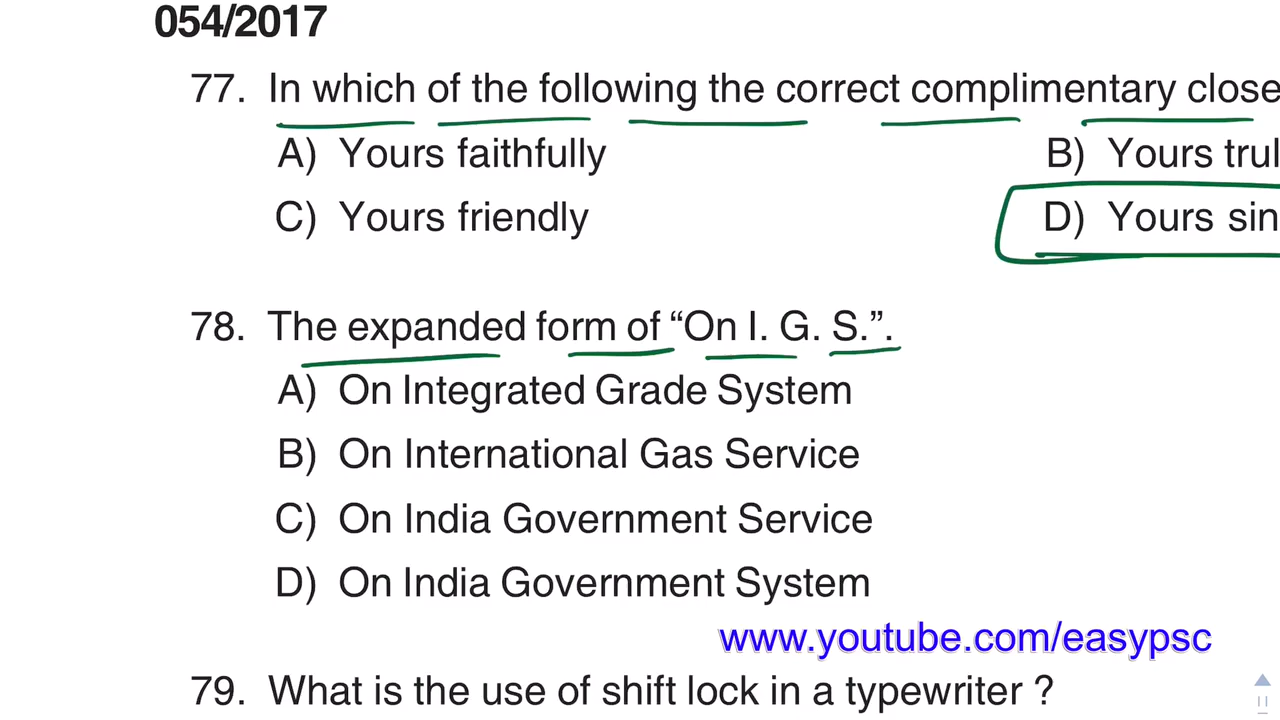 054/2017
77. In which of the following the correct complimentary close
A) Yours faithfully B) Yours
C) Yours friendly D) Yours
78. The expanded form of “On I. G. S.”.
A) On Integrated Grade System
B) On International Gas Service
C) On India Government Service
D) On India Government System
www.youtube.com/easypsc
79. What is the use of shift lock in a typewriter ?